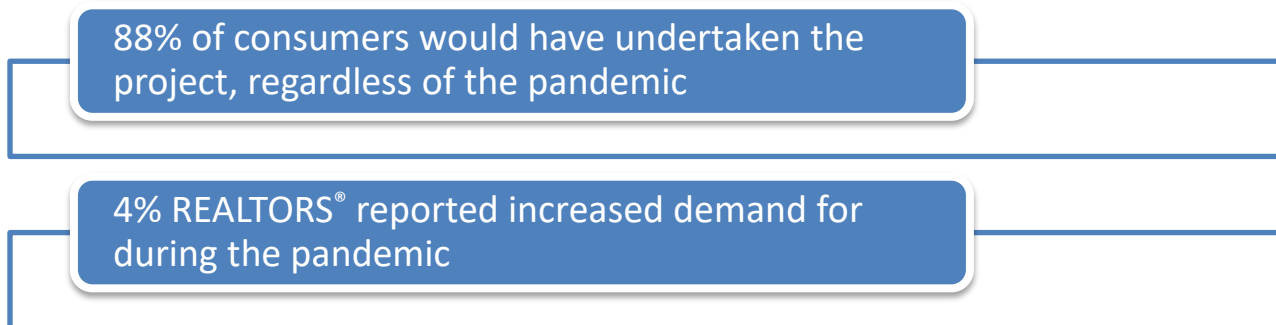 88% of consumers would have undertaken the
project, regardless of the pandemic
4% REALTORS® reported increased demand for
during the pandemic